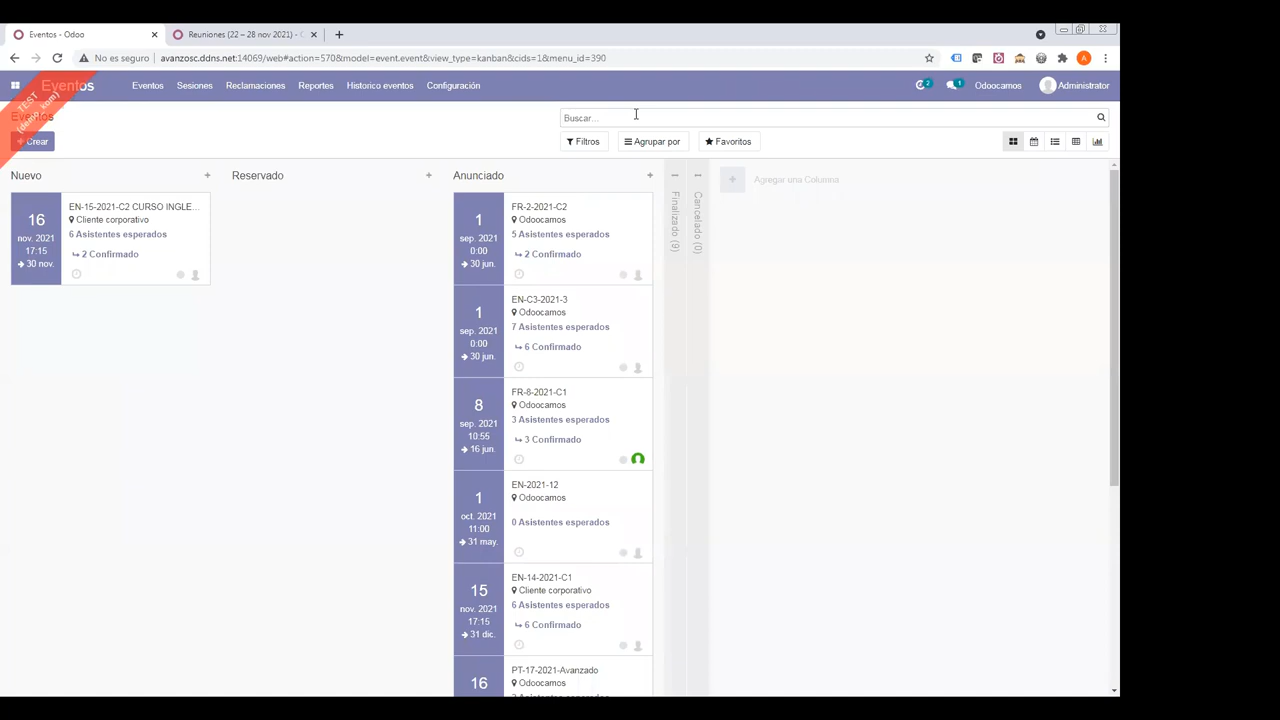 Eventos - Odoo
Reuniones (22 – 28 nov 2021) - O
No es seguro
avanzosc.ddns.net:14069/web#action=570&model=event.event&view_type=kanban&cids=1&menu_id=390
A
Eventos
Eventos
Sesiones
Reclamaciones
Reportes
Historico eventos
Configuración
2
1
Odoocamos
Administrator
TEST
Eventos
Buscar...
Crear
Filtros
Agrupar por
Favoritos
Nuevo
Reservado
Anunciado
Finalizado (9)
Cancelado (0)
Agregar una Columna
16
nov. 2021
17:15
30 nov.
EN-15-2021-C2 CURSO INGLE...
Cliente corporativo
6 Asistentes esperados
2 Confirmado
1
sep. 2021
0:00
30 jun.
FR-2-2021-C2
Odoocamos
5 Asistentes esperados
2 Confirmado
1
sep. 2021
0:00
30 jun.
EN-C3-2021-3
Odoocamos
7 Asistentes esperados
6 Confirmado
8
sep. 2021
10:55
16 jun.
FR-8-2021-C1
Odoocamos
3 Asistentes esperados
3 Confirmado
1
oct. 2021
11:00
31 may.
EN-2021-12
Odoocamos
0 Asistentes esperados
15
nov. 2021
17:15
31 dic.
EN-14-2021-C1
Cliente corporativo
6 Asistentes esperados
6 Confirmado
16
PT-17-2021-Avanzado
Odoocamos